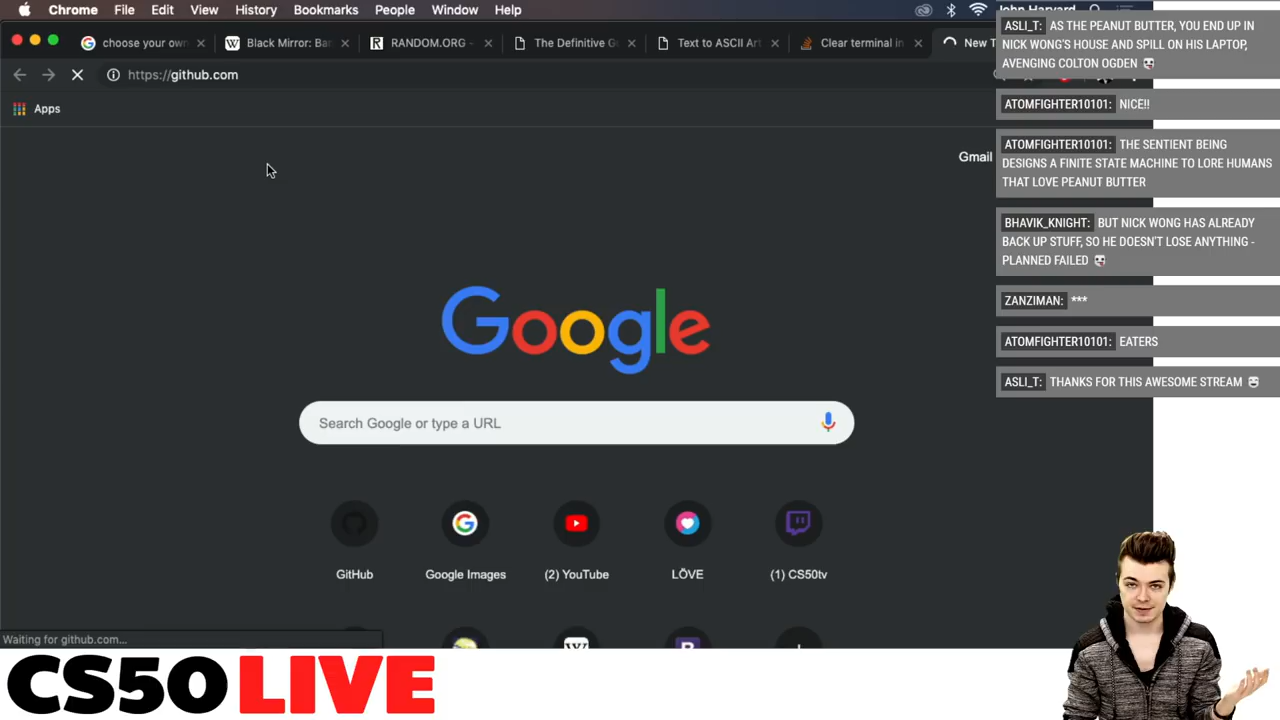 Chrome File Edit View History Bookmarks People Window Help
choose your own
Black Mirror: Ban
RANDOM.ORG -
The Definitive G
Text to ASCII Art
Clear terminal in
New T
https://github.com
Apps
Gmail
Google
Search Google or type a URL
GitHub
Google Images
(2) YouTube
LÖVE
(1) CS50tv
Waiting for github.com...
CS50 LIVE
John Harvard
ASLI_T: AS THE PEANUT BUTTER, YOU END UP IN
NICK WONG'S HOUSE AND SPILL ON HIS LAPTOP,
AVENGING COLTON OGDEN
ATOMFIGHTER10101: NICE!!
ATOMFIGHTER10101: THE SENTIENT BEING
DESIGNS A FINITE STATE MACHINE TO LORE HUMANS
THAT LOVE PEANUT BUTTER
BHAVIK_KNIGHT: BUT NICK WONG HAS ALREADY
BACK UP STUFF, SO HE DOESN'T LOSE ANYTHING -
PLANNED FAILED
ZANZIMAN: ***
ATOMFIGHTER10101: EATERS
ASLI_T: THANKS FOR THIS AWESOME STREAM